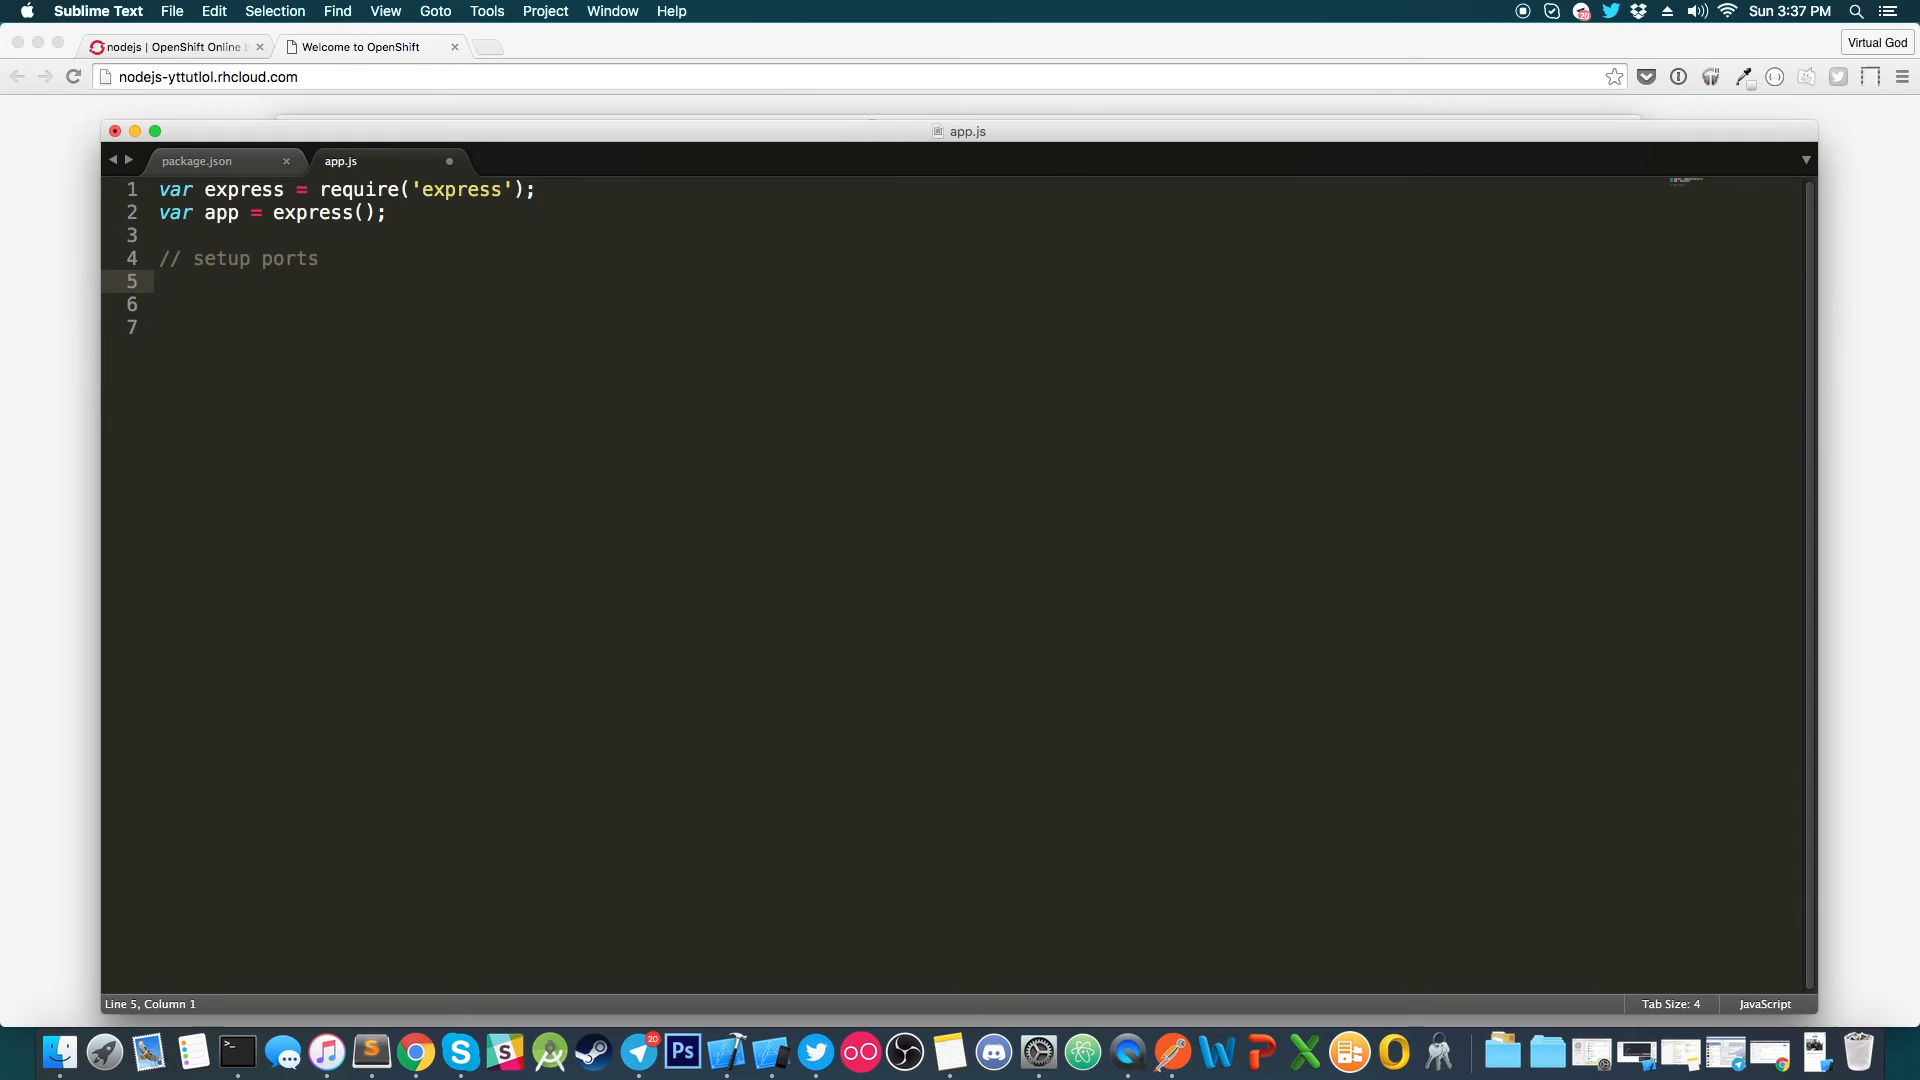 Sublime Text File Edit Selection Find View Goto Tools Project Window Help
Sun 3:37 PM
nodejs | OpenShift Online
Welcome to OpenShift
Virtual God
nodejs-yttutlol.rhcloud.com
app.js
package.json
app.js
1 var express = require('express');
2 var app = express();
3
4 // setup ports
5
6
7
Line 5, Column 1
Tab Size: 4
JavaScript
20
Ps